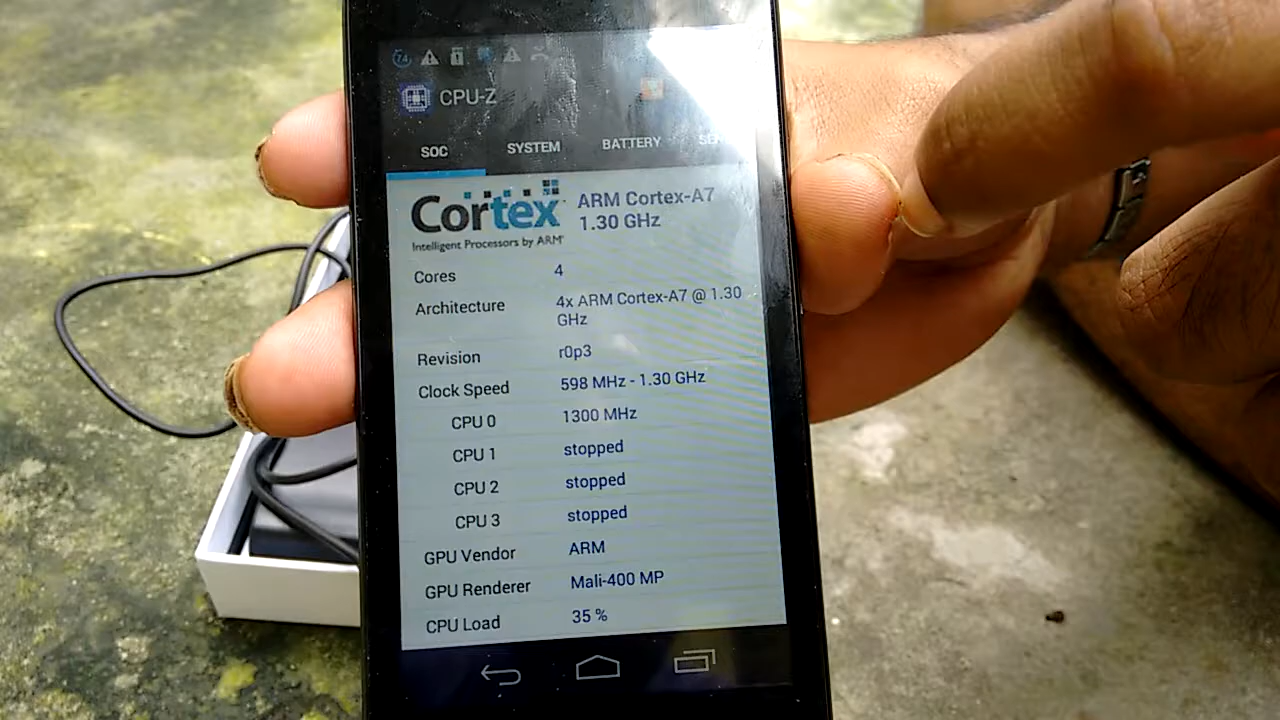 74
CPU-Z
SOC SYSTEM BATTERY
Cortex
Intelligent Processors by ARM
ARM Cortex-A7
1.30 GHz
Cores 4
Architecture 4x ARM Cortex-A7 @ 1.30
GHz
Revision r0p3
Clock Speed 598 MHz - 1.30 GHz
CPU 0 1300 MHz
CPU 1 stopped
CPU 2 stopped
CPU 3 stopped
GPU Vendor ARM
GPU Renderer Mali-400 MP
CPU Load 35 %